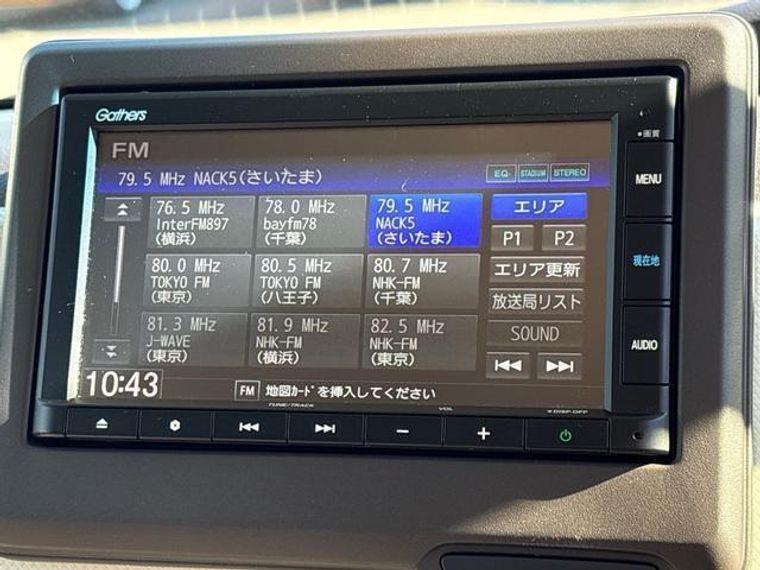 Gathers
画質
FM
79.5 MHz NACK5(さいたま)
EQ- STADIUM STEREO
76.5 MHz
InterFM897
(横浜)
78.0 MHz
bayfm78
(千葉)
79.5 MHz
NACK5
(さいたま)
エリア
P1 P2
80.0 MHz
TOKYO FM
(東京)
80.5 MHz
TOKYO FM
(八王子)
80.7 MHz
NHK-FM
(千葉)
エリア更新
放送局リスト
81.3 MHz
J-WAVE
(東京)
81.9 MHz
NHK-FM
(横浜)
82.5 MHz
NHK-FM
(東京)
SOUND
10:43
FM 地図ｶｰﾄﾞを挿入してください
MENU
現在地
AUDIO
TUNE/TRACK
VOL
DISP.OFF